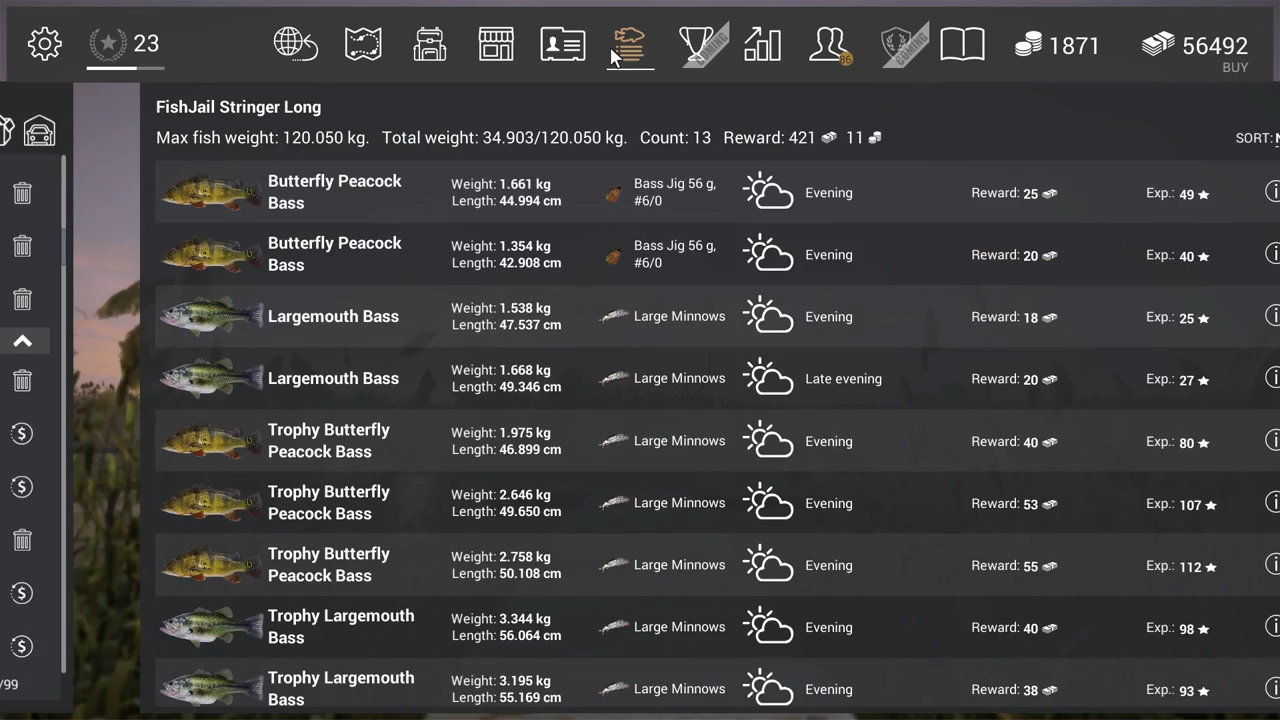 23
COMING
86
COMING
1871
56492
BUY
FishJail Stringer Long
Max fish weight: 120.050 kg. Total weight: 34.903/120.050 kg. Count: 13 Reward: 421 11
SORT:
Butterfly Peacock Bass
Weight: 1.661 kg
Length: 44.994 cm
Bass Jig 56 g, #6/0
Evening
Reward: 25
Exp.: 49
Butterfly Peacock Bass
Weight: 1.354 kg
Length: 42.908 cm
Bass Jig 56 g, #6/0
Evening
Reward: 20
Exp.: 40
Largemouth Bass
Weight: 1.538 kg
Length: 47.537 cm
Large Minnows
Evening
Reward: 18
Exp.: 25
Largemouth Bass
Weight: 1.668 kg
Length: 49.346 cm
Large Minnows
Late evening
Reward: 20
Exp.: 27
Trophy Butterfly Peacock Bass
Weight: 1.975 kg
Length: 46.899 cm
Large Minnows
Evening
Reward: 40
Exp.: 80
Trophy Butterfly Peacock Bass
Weight: 2.646 kg
Length: 49.650 cm
Large Minnows
Evening
Reward: 53
Exp.: 107
Trophy Butterfly Peacock Bass
Weight: 2.758 kg
Length: 50.108 cm
Large Minnows
Evening
Reward: 55
Exp.: 112
Trophy Largemouth Bass
Weight: 3.344 kg
Length: 56.064 cm
Large Minnows
Evening
Reward: 40
Exp.: 98
Trophy Largemouth Bass
Weight: 3.195 kg
Length: 55.169 cm
Large Minnows
Evening
Reward: 38
Exp.: 93
/99